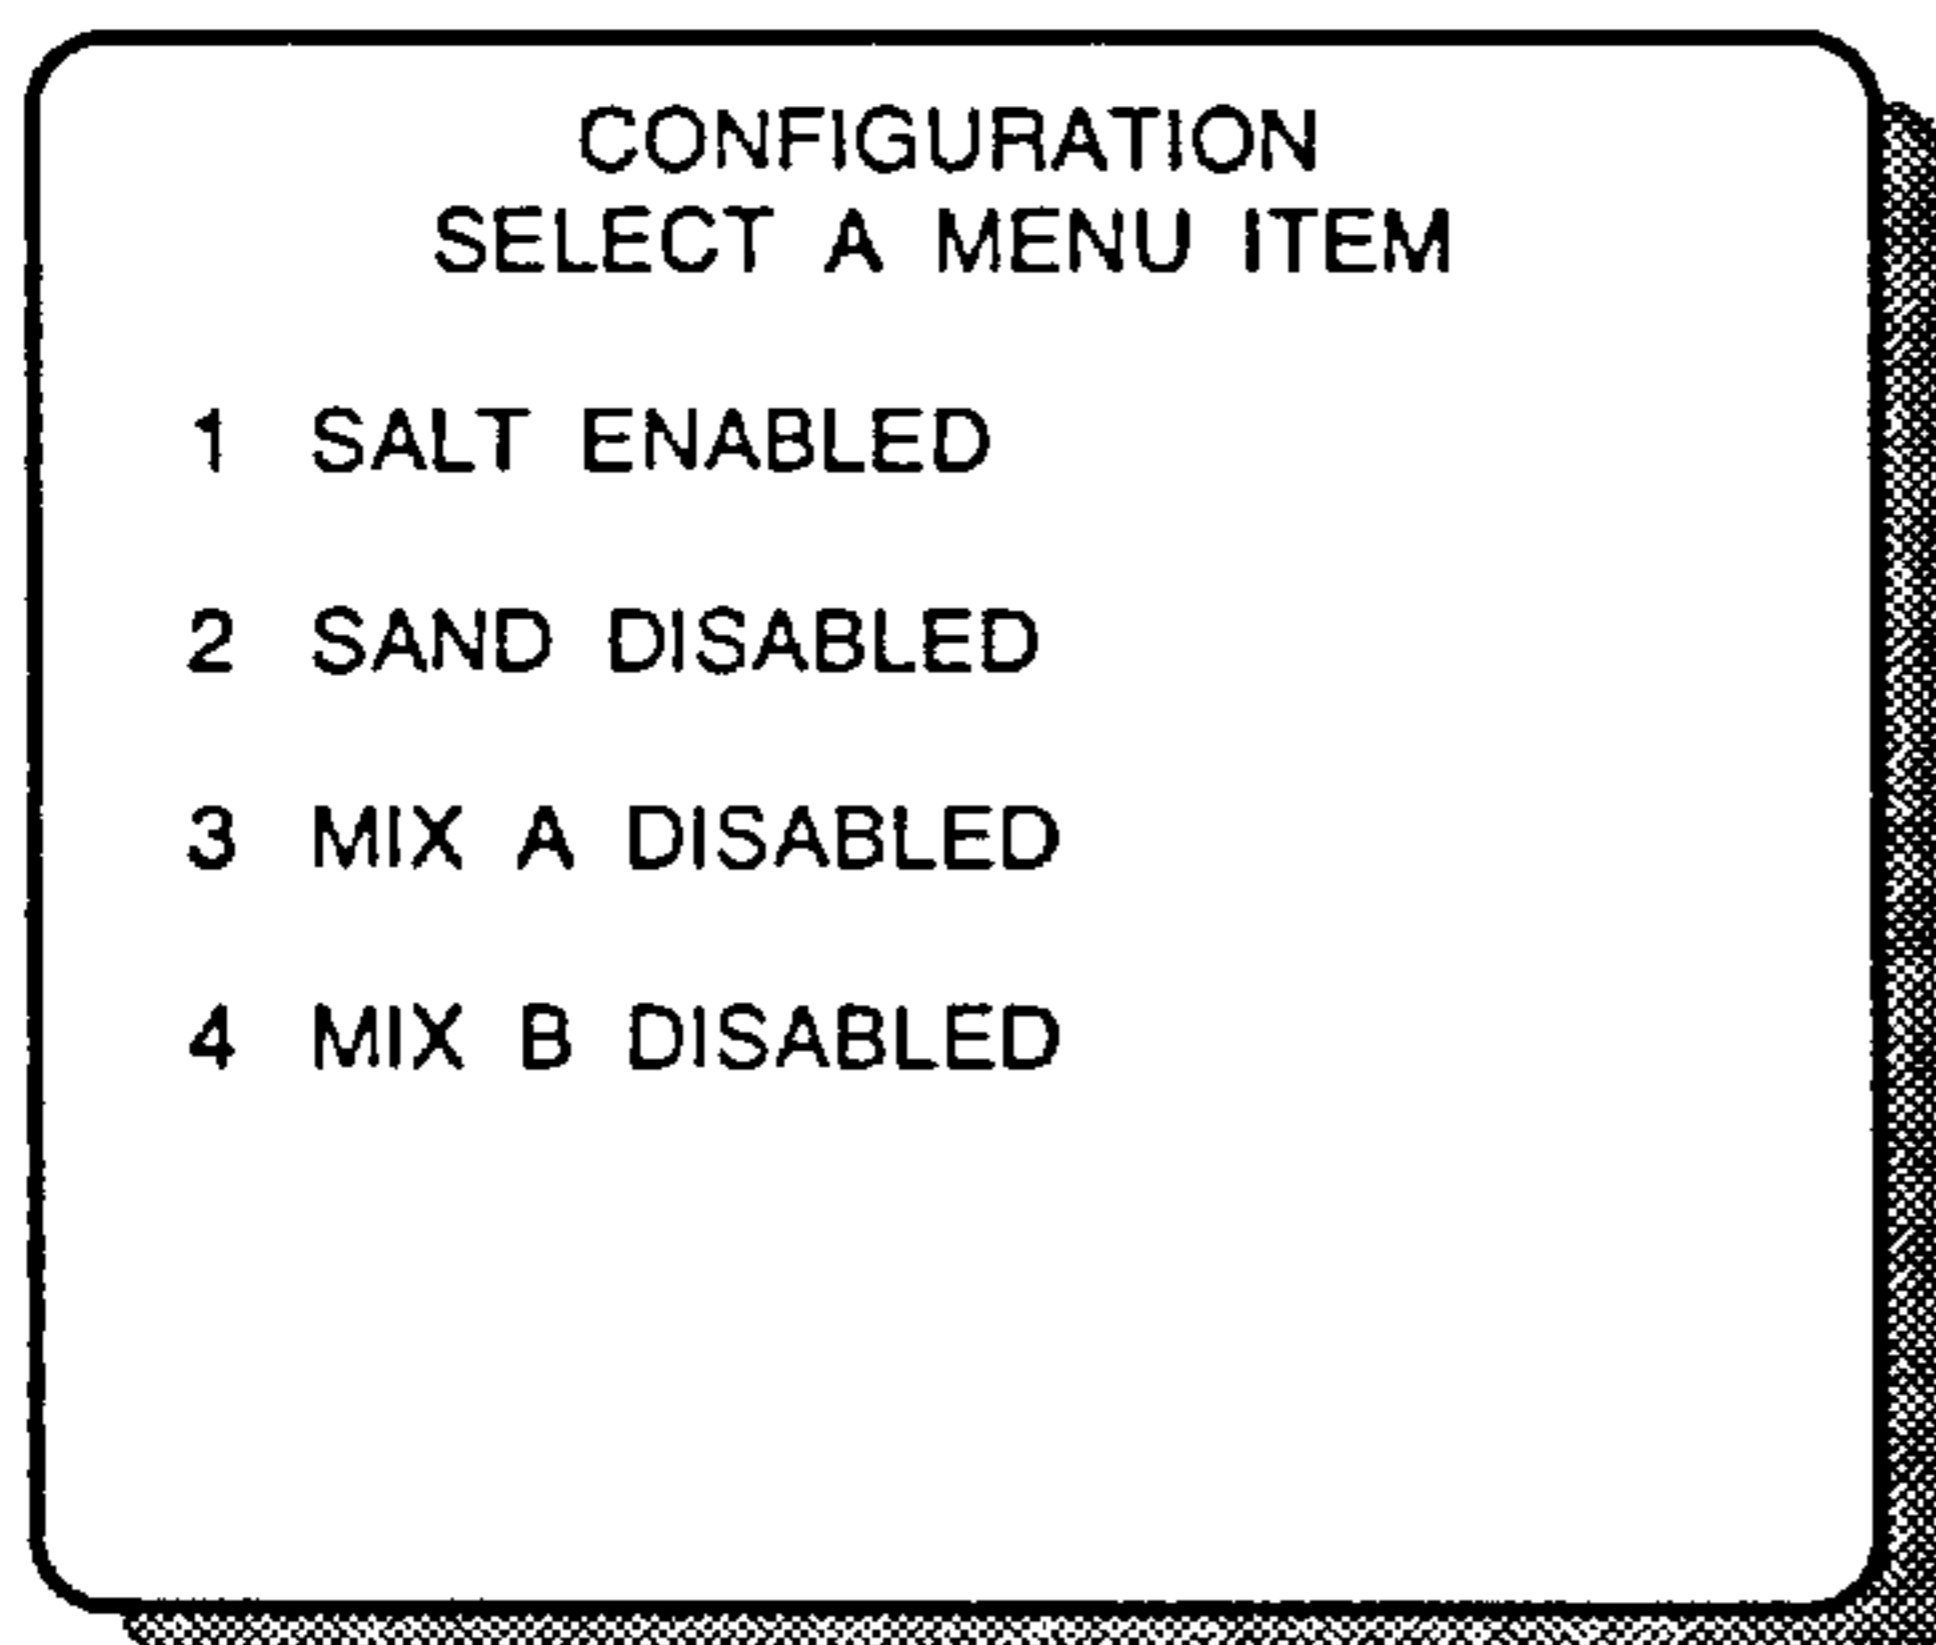 CONFIGURATION
SELECT A MENU ITEM
1 SALT ENABLED
2 SAND DISABLED
3 MIX A DISABLED
4 MIX B DISABLED